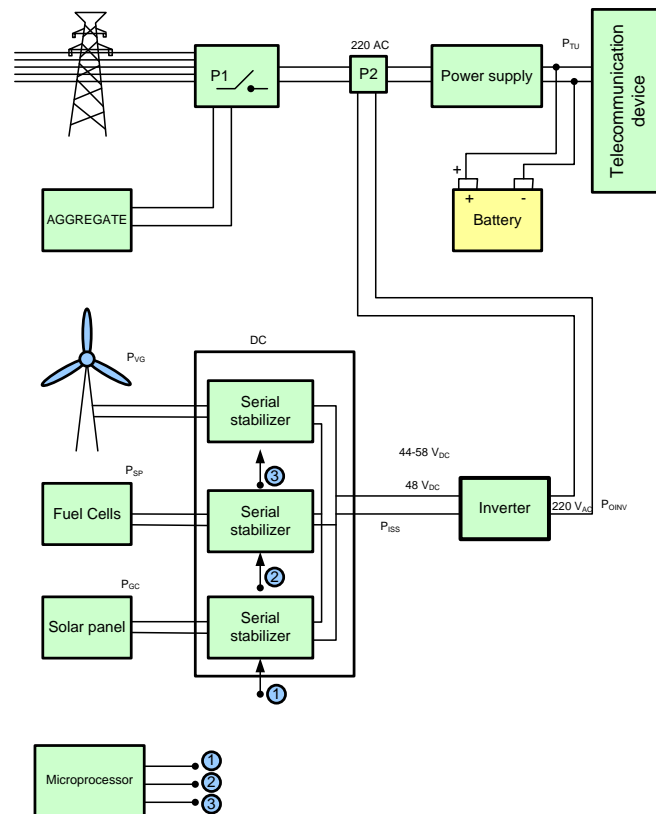 220 AC
P1
P2
Power supply
PTU
Telecommunication
device
AGGREGATE
+
+
-
Battery
DC
PVG
Serial
stabilizer
3
44-58 VDC
PSP
Fuel Cells
Serial
stabilizer
48 VDC
Inverter
220 VAC
POINV
PISS
2
PGC
Solar panel
Serial
stabilizer
1
Microprocessor
1
2
3